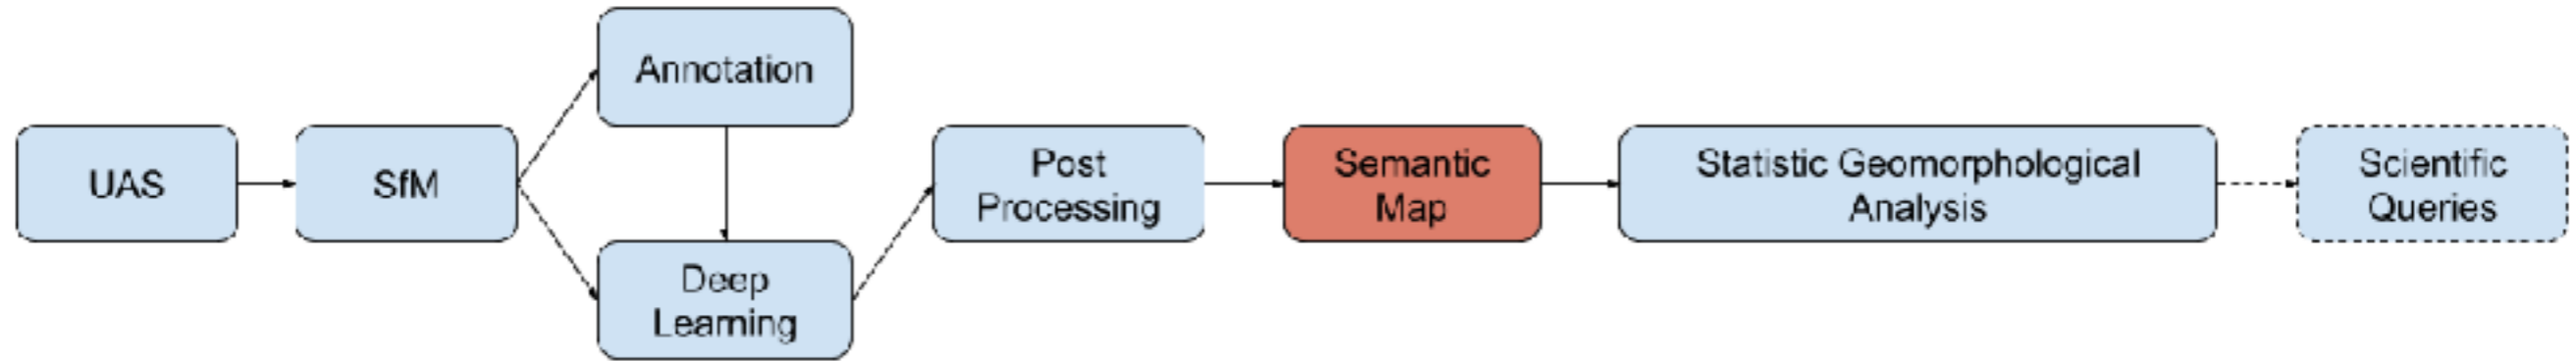 UAS
SfM
Annotation
Deep
Learning
Post
Processing
Semantic
Map
Statistic Geomorphological
Analysis
Scientific
Queries